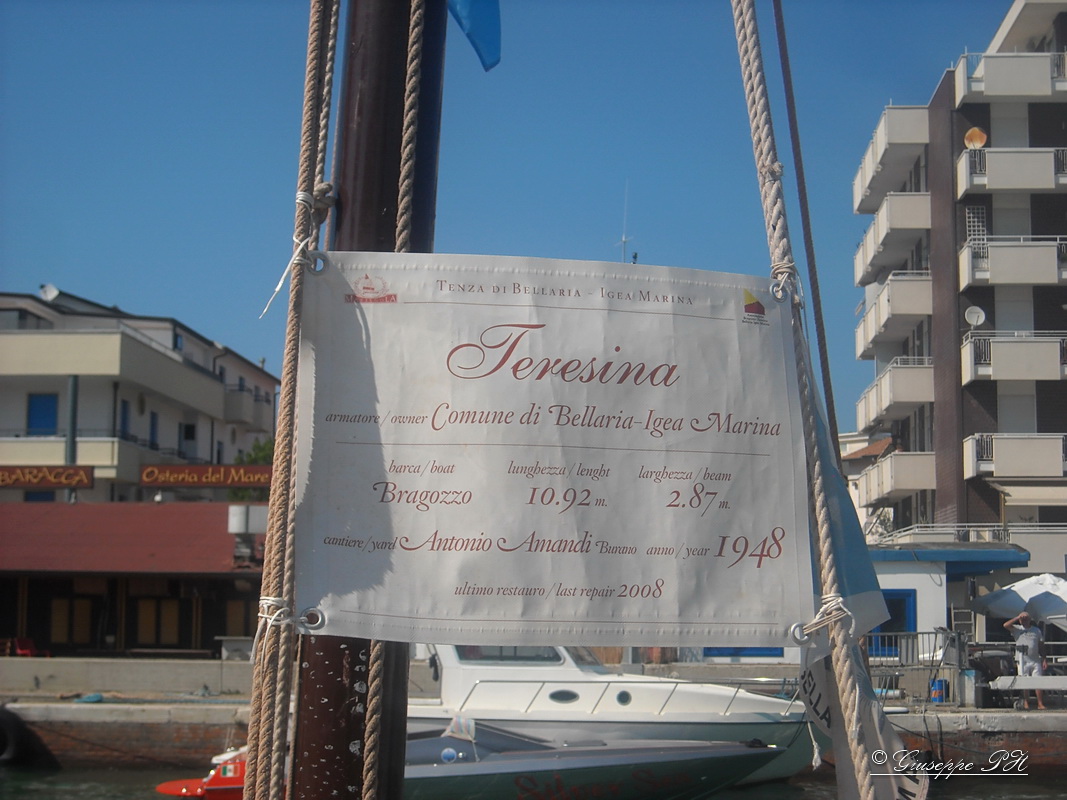 TENZA DI BELLARIA - IGEA MARINA
Teresina
armatore/owner Comune di Bellaria-Igea Marina
barca/boat lunghezza/lenght larghezza/beam
Bragozzo 10.92 m. 2.87 m.
cantiere/yard Antonio Amandi Burano anno/year 1948
ultimo restauro/last repair 2008
BARACCA
Osteria del Mare
BELLA
© Giuseppe PN